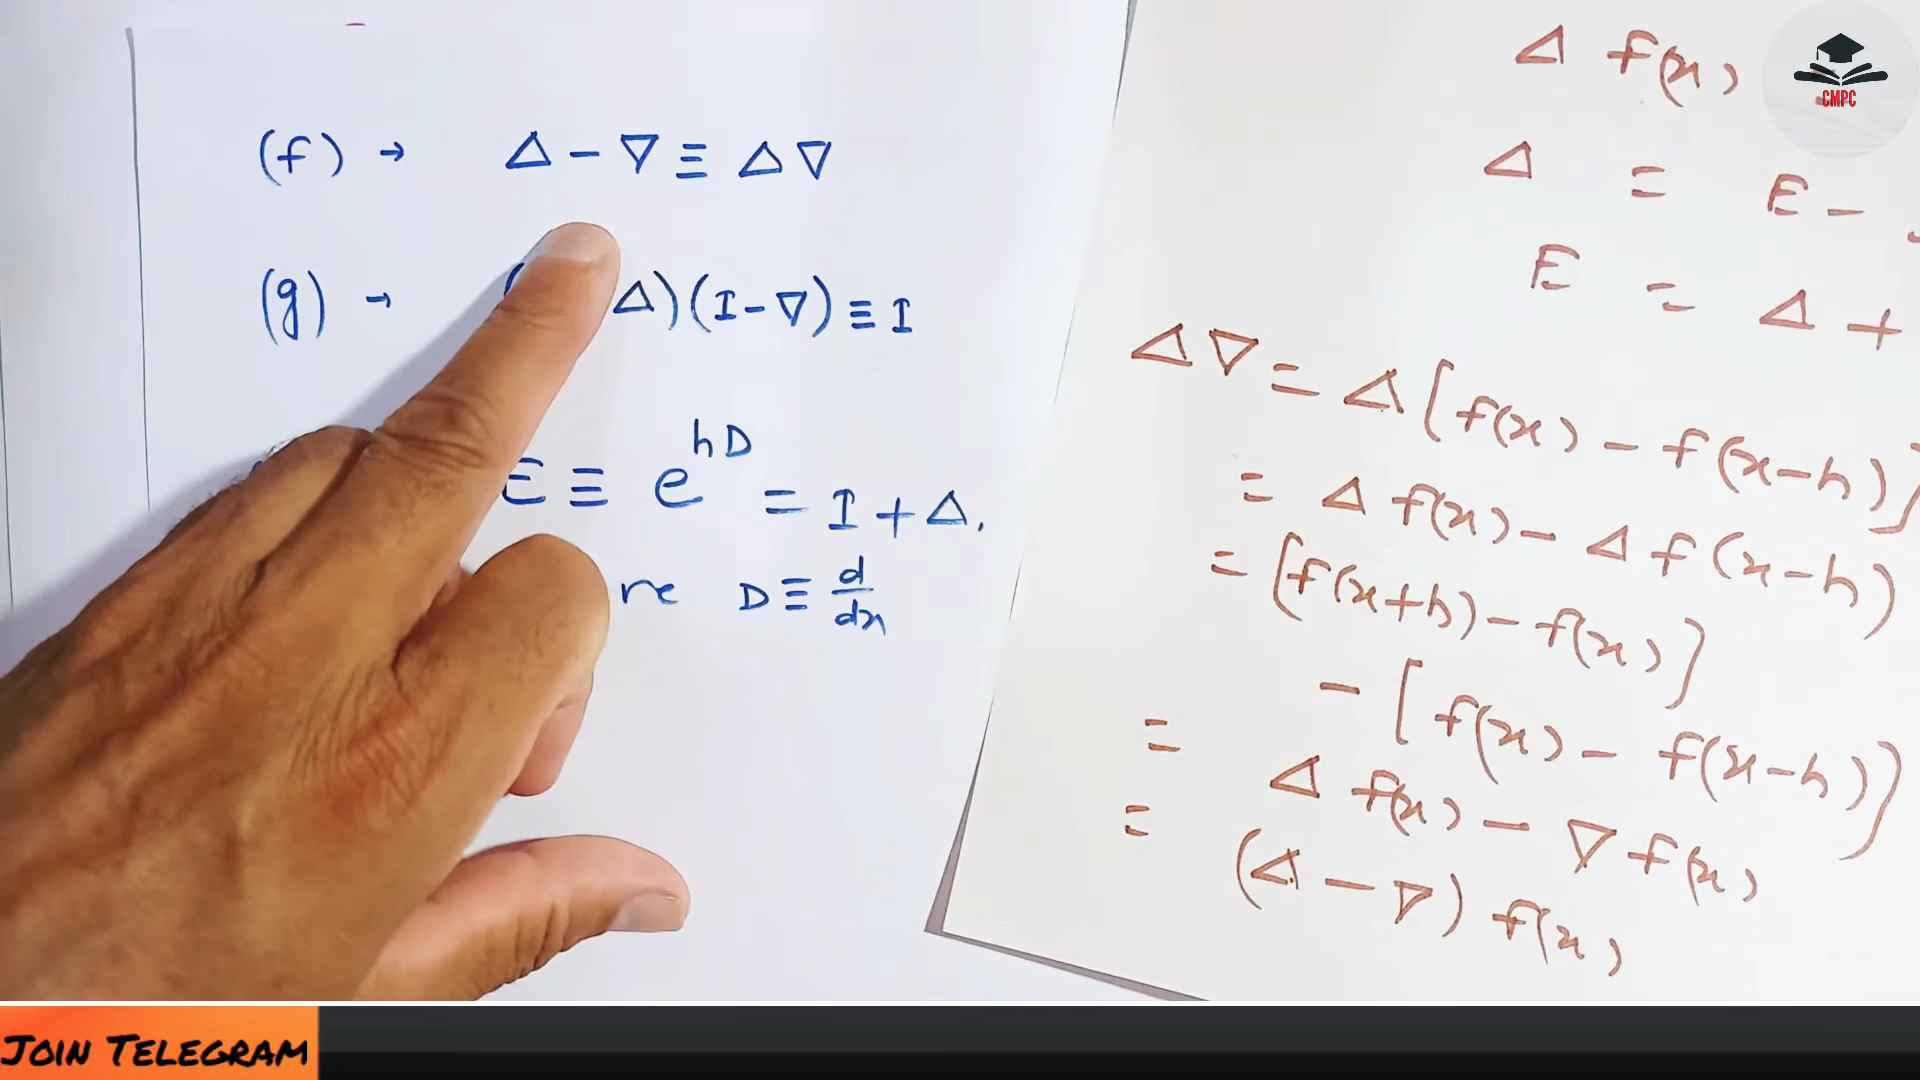 (f) → Δ - ∇ ≡ Δ∇
(g) → Δ)(I-∇) ≡ I
E ≡ e^{hD} = I + Δ.
re D ≡ d/dx
Δ f(x)
Δ = E -
E = Δ +
Δ∇ = Δ[f(x) - f(x-h)]
= Δ f(x) - Δ f(x-h)
= [f(x+h) - f(x)]
- [f(x) - f(x-h)]
= Δ f(x) - ∇ f(x)
= (Δ - ∇) f(x)
CMPC
JOIN TELEGRAM